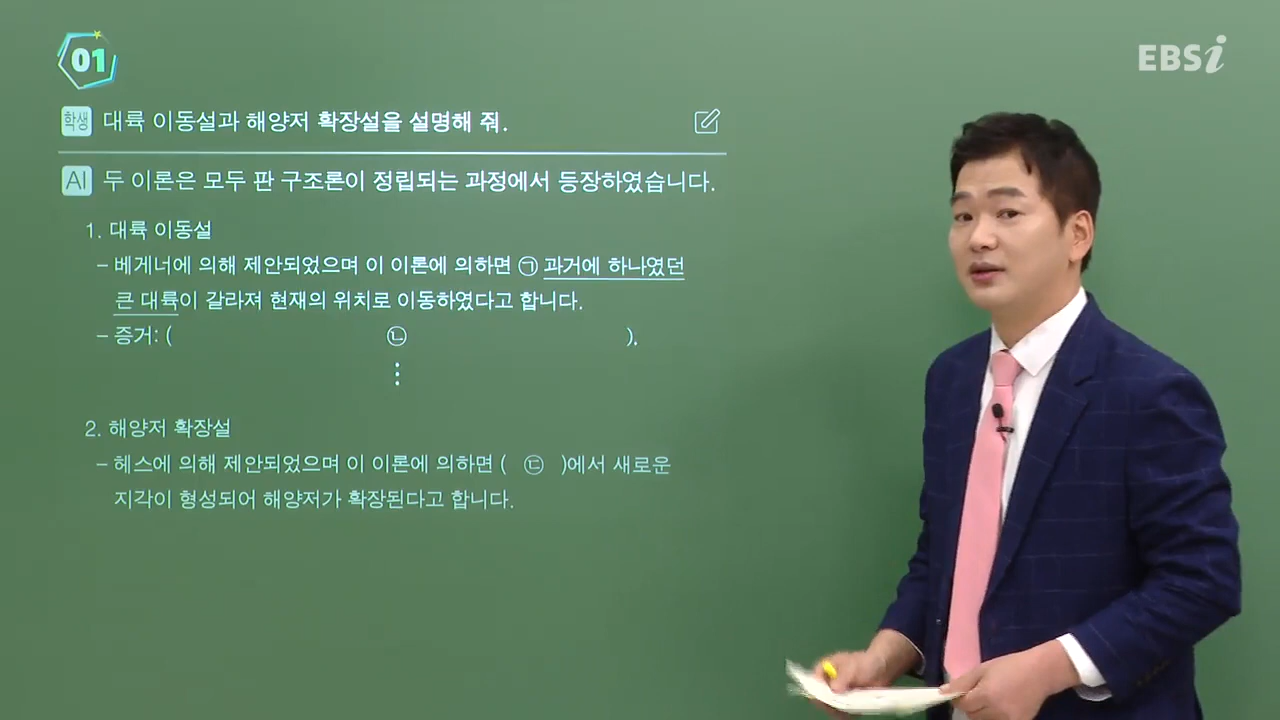 01
EBSi
학생 대륙 이동설과 해양저 확장설을 설명해 줘.
AI 두 이론은 모두 판 구조론이 정립되는 과정에서 등장하였습니다.
1. 대륙 이동설
– 베게너에 의해 제안되었으며 이 이론에 의하면 ㉠ 과거에 하나였던
큰 대륙이 갈라져 현재의 위치로 이동하였다고 합니다.
– 증거: ( ㉡ ).
⋮
2. 해양저 확장설
– 헤스에 의해 제안되었으며 이 이론에 의하면 ( ㉢ )에서 새로운
지각이 형성되어 해양저가 확장된다고 합니다.